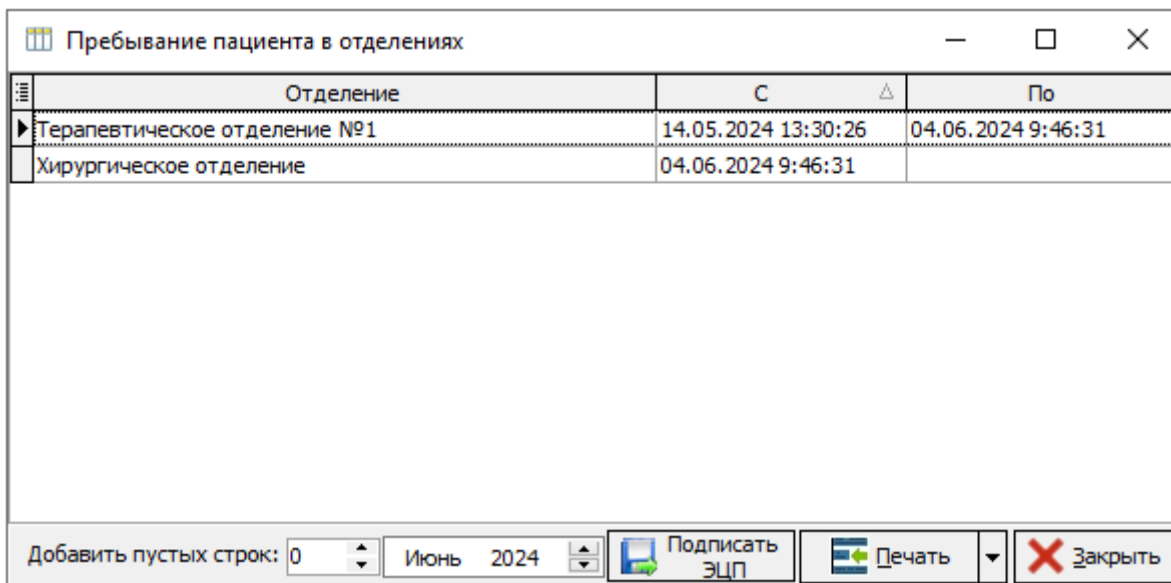 Пребывание пациента в отделениях
Отделение С По
Терапевтическое отделение №1 14.05.2024 13:30:26 04.06.2024 9:46:31
Хирургическое отделение 04.06.2024 9:46:31
Добавить пустых строк: 0 Июнь 2024 Подписать ЭЦП Печать Закрыть